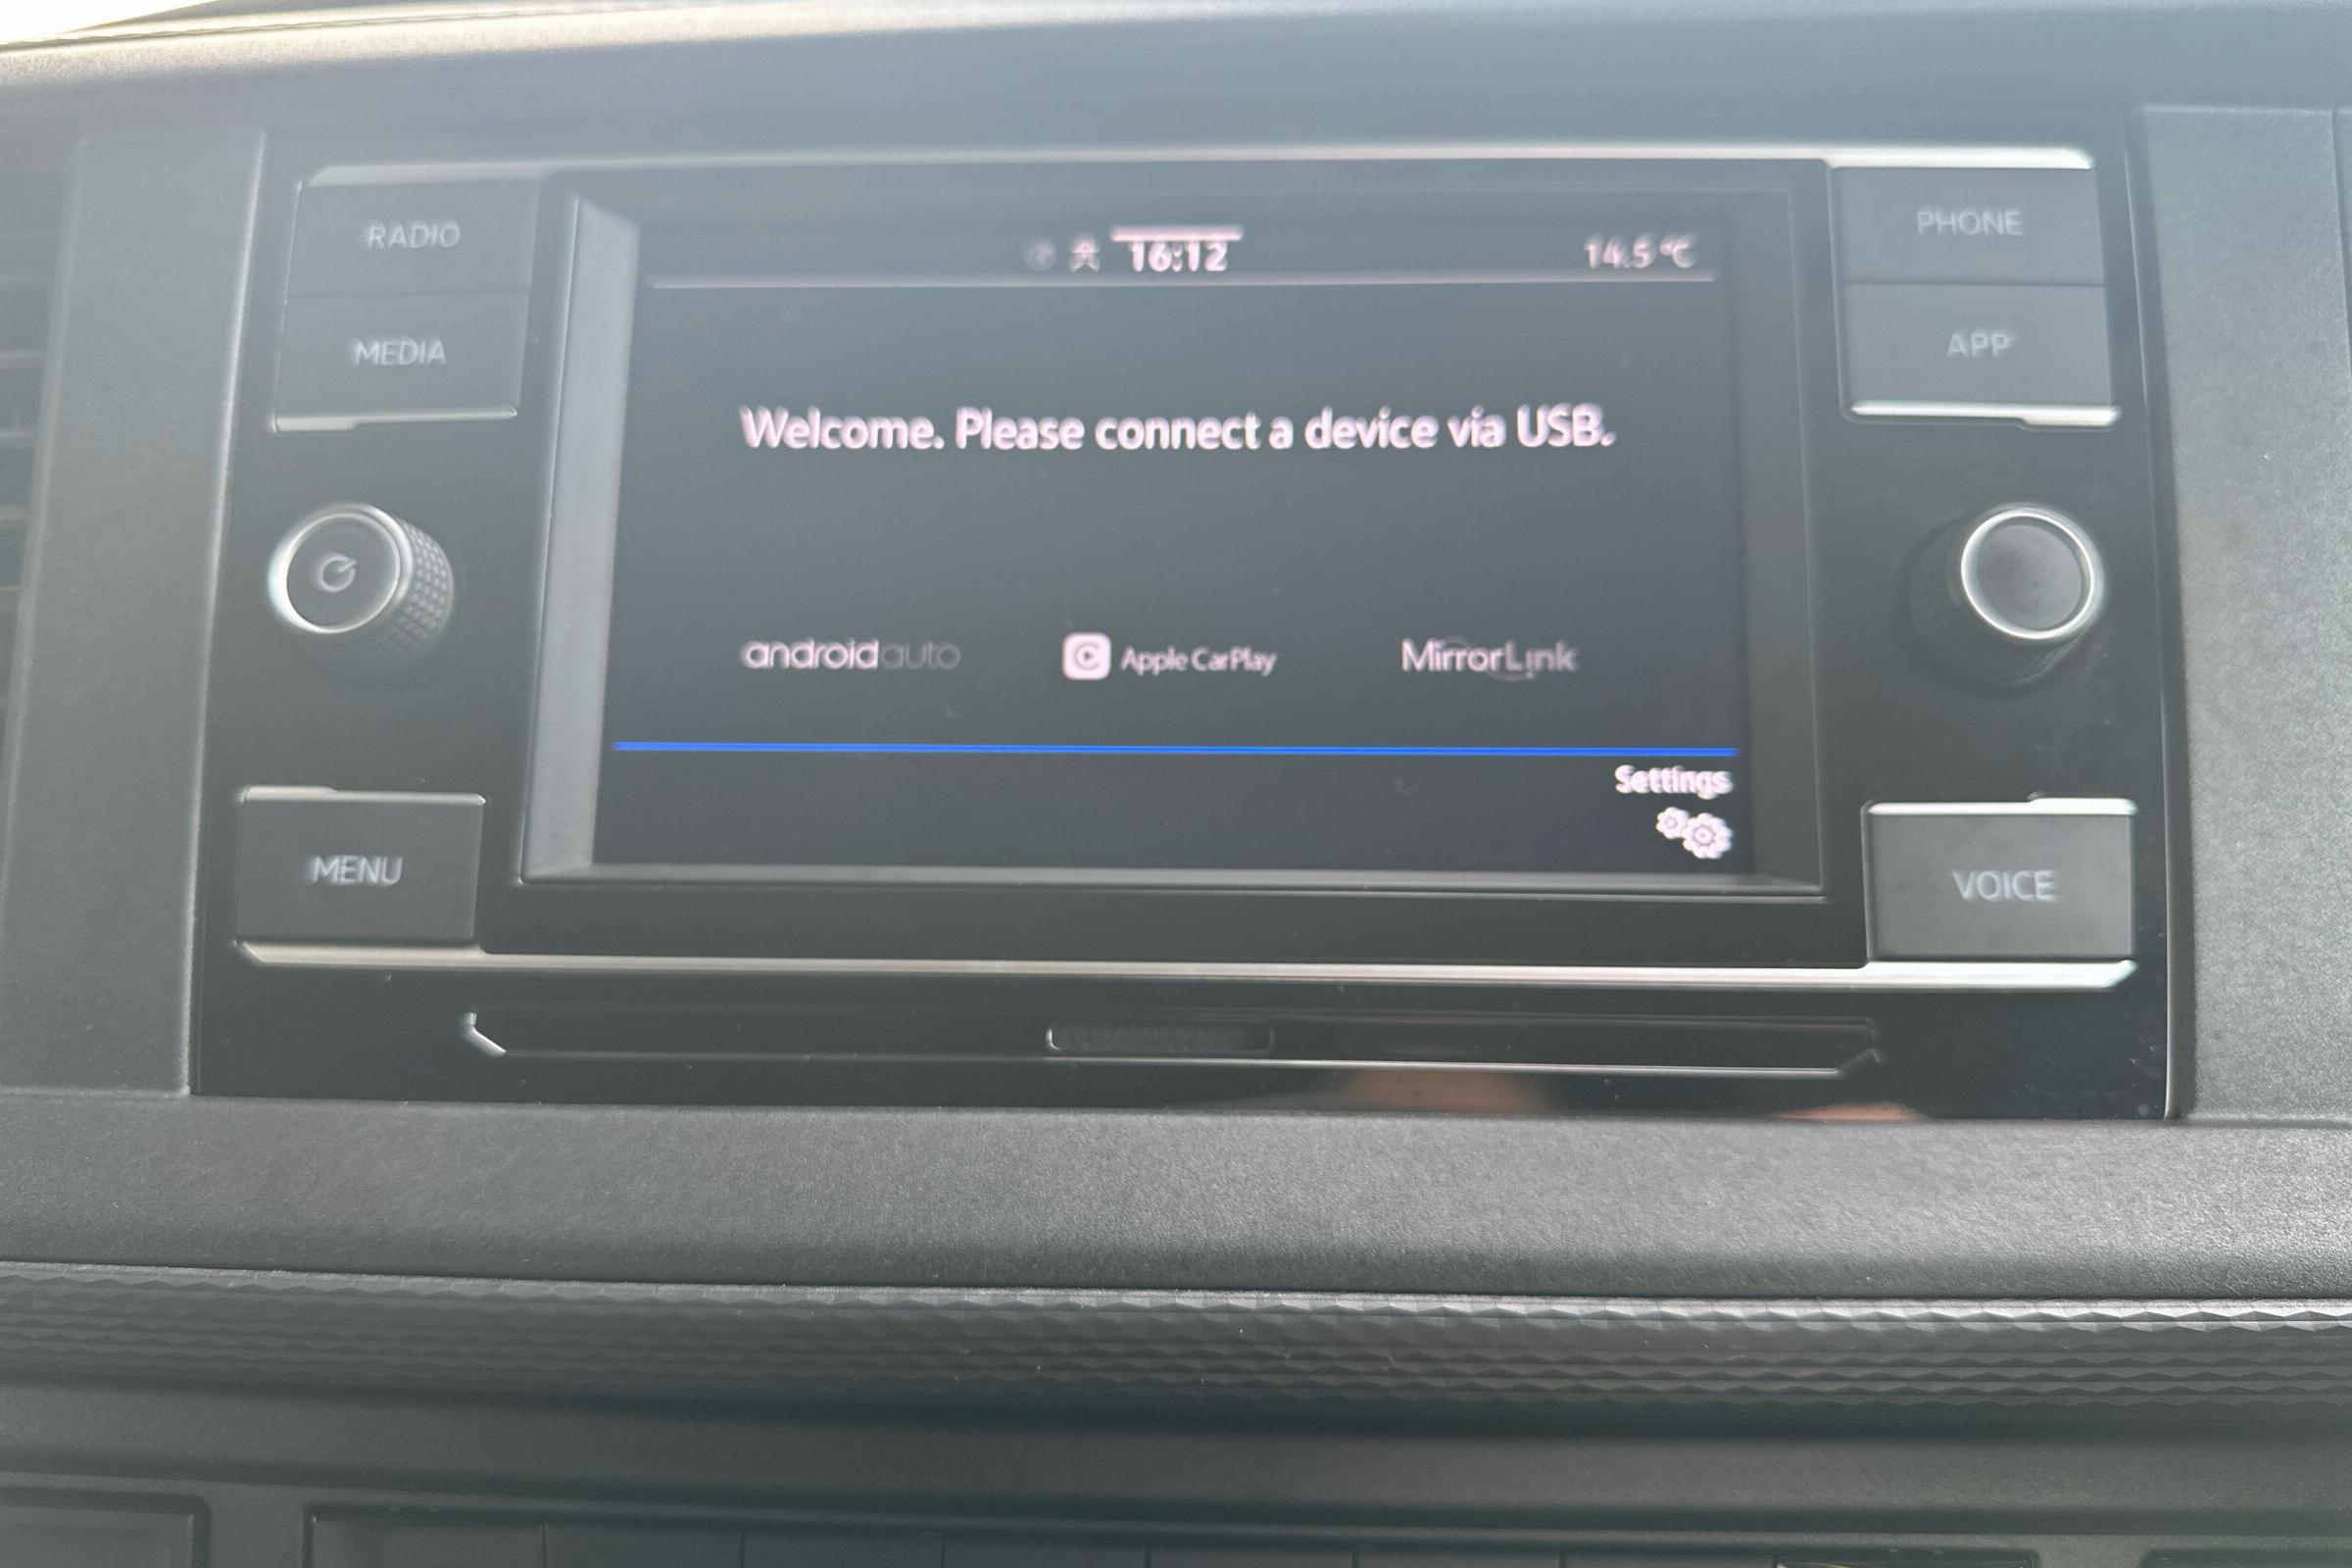 RADIO
MEDIA
MENU
16:12
14.5 °C
Welcome. Please connect a device via USB.
androidauto
Apple CarPlay
MirrorLink
Settings
PHONE
APP
VOICE